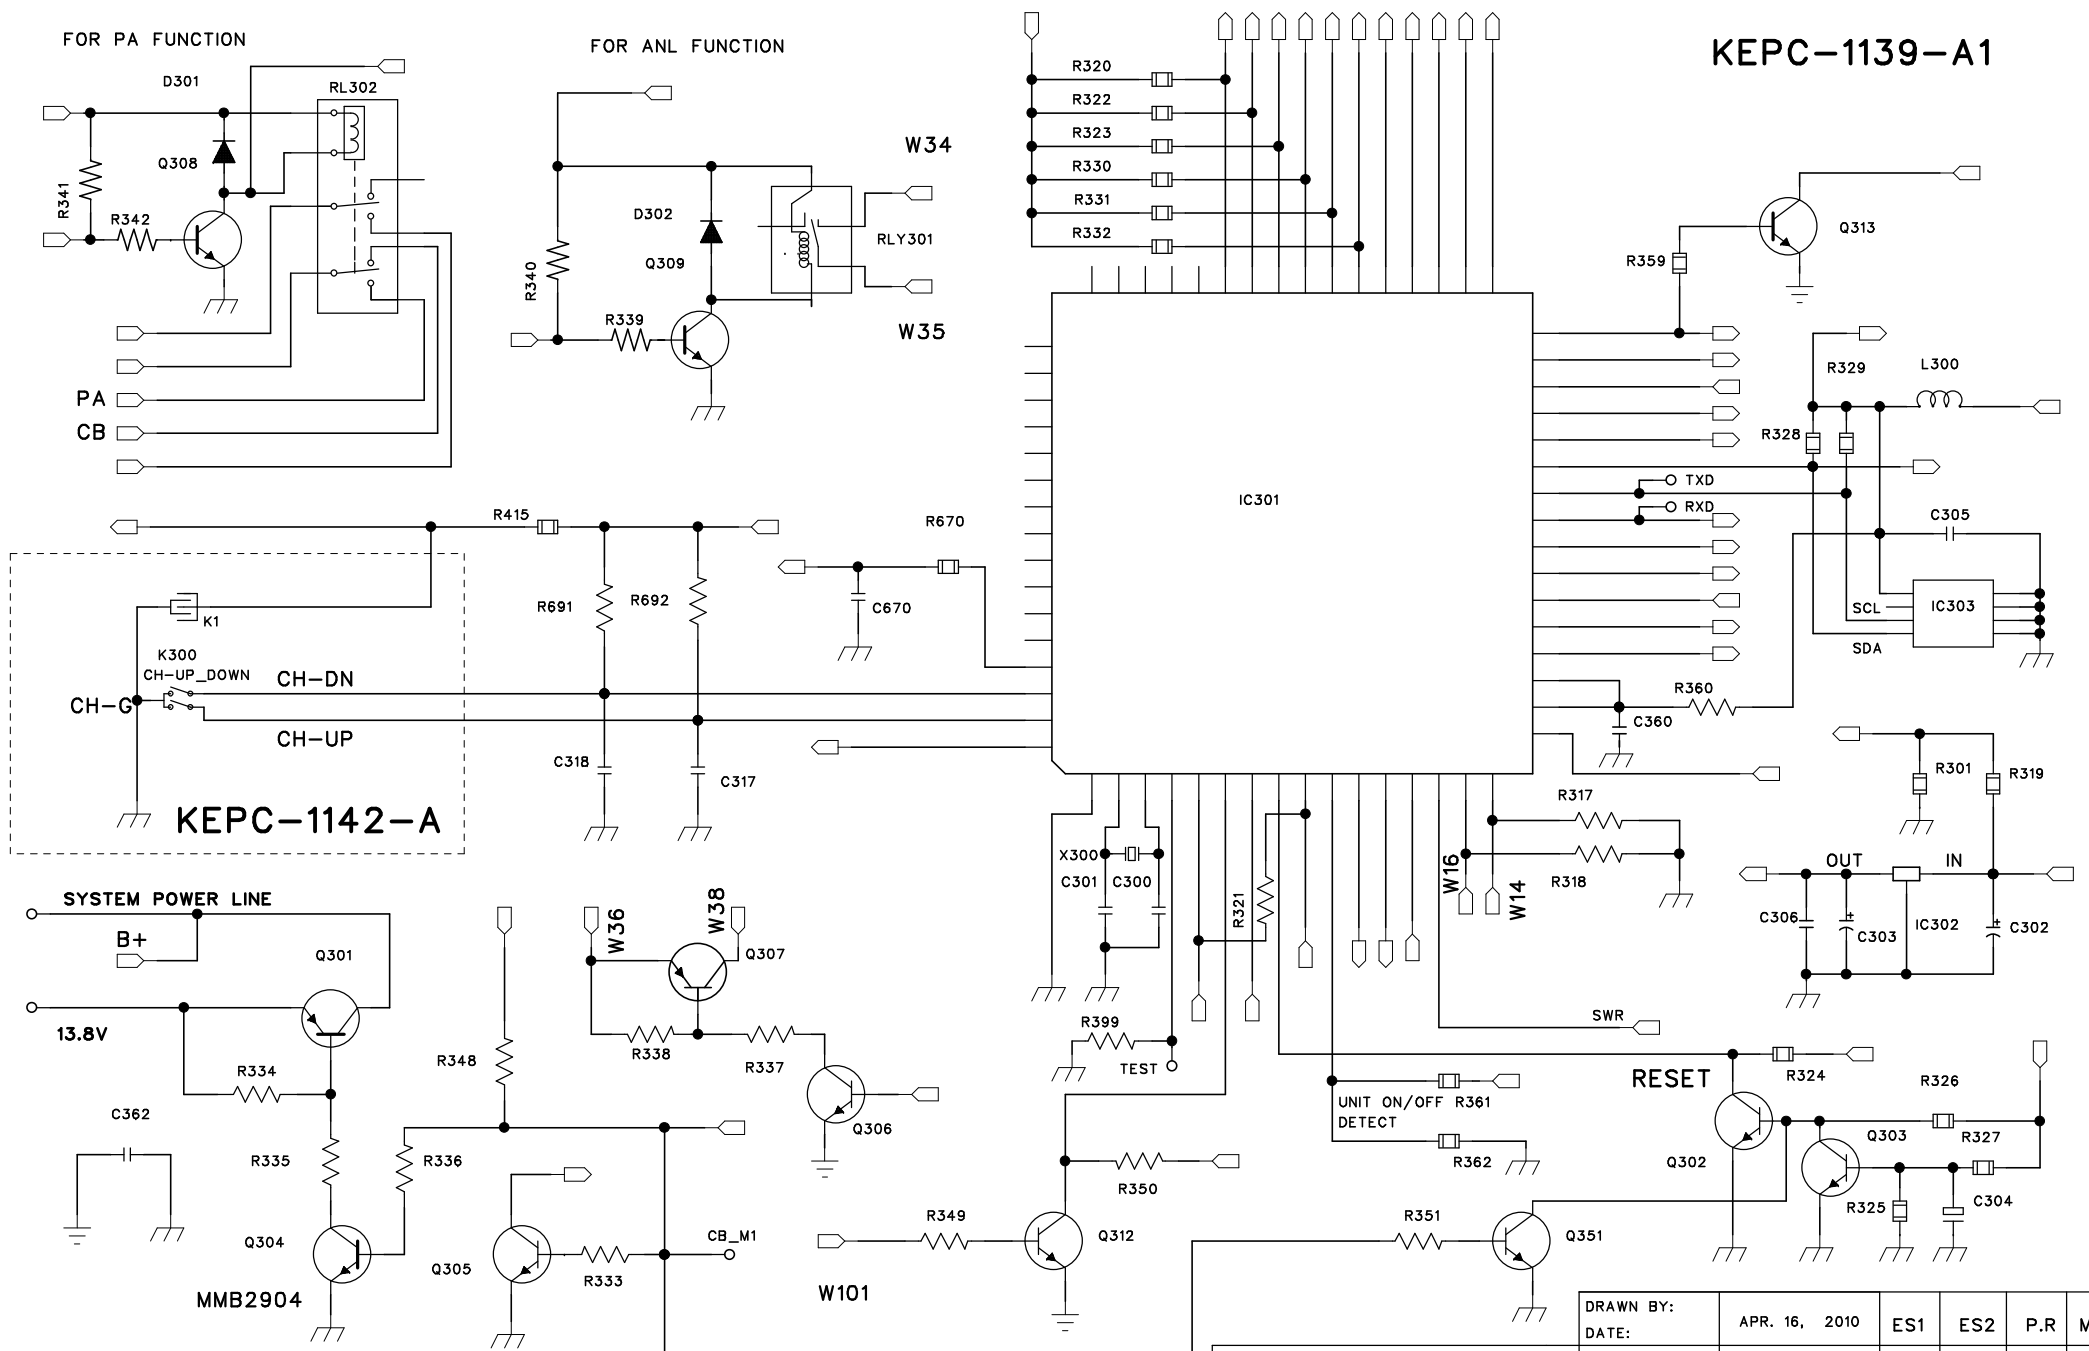 FOR PA FUNCTION
FOR ANL FUNCTION
KEPC-1139-A1
D301
RL302
Q308
R341
R342
PA
CB
W34
D302
RLY301
Q309
R340
R339
W35
R320
R322
R323
R330
R331
R332
Q313
R359
R329
L300
R328
IC301
TXD
RXD
C305
SCL
IC303
SDA
R415
R670
C670
R691
R692
K1
K300
CH-UP_DOWN
CH-DN
CH-G
CH-UP
C318
C317
KEPC-1142-A
R360
C360
R301
R319
R317
R318
W16
W14
X300
C301
C300
R321
OUT
IN
C306
C303
IC302
C302
SYSTEM POWER LINE
B+
Q301
13.8V
R334
C362
R335
R336
R348
W36
W38
Q307
R338
R337
Q306
Q304
MMB2904
Q305
R333
CB_M1
R399
TEST
SWR
RESET
R324
R326
UNIT ON/OFF
DETECT
R361
R362
Q302
Q303
R327
R325
C304
R350
R349
Q312
W101
R351
Q351
DRAWN BY:
DATE:
APR. 16, 2010
ES1
ES2
P.R
M